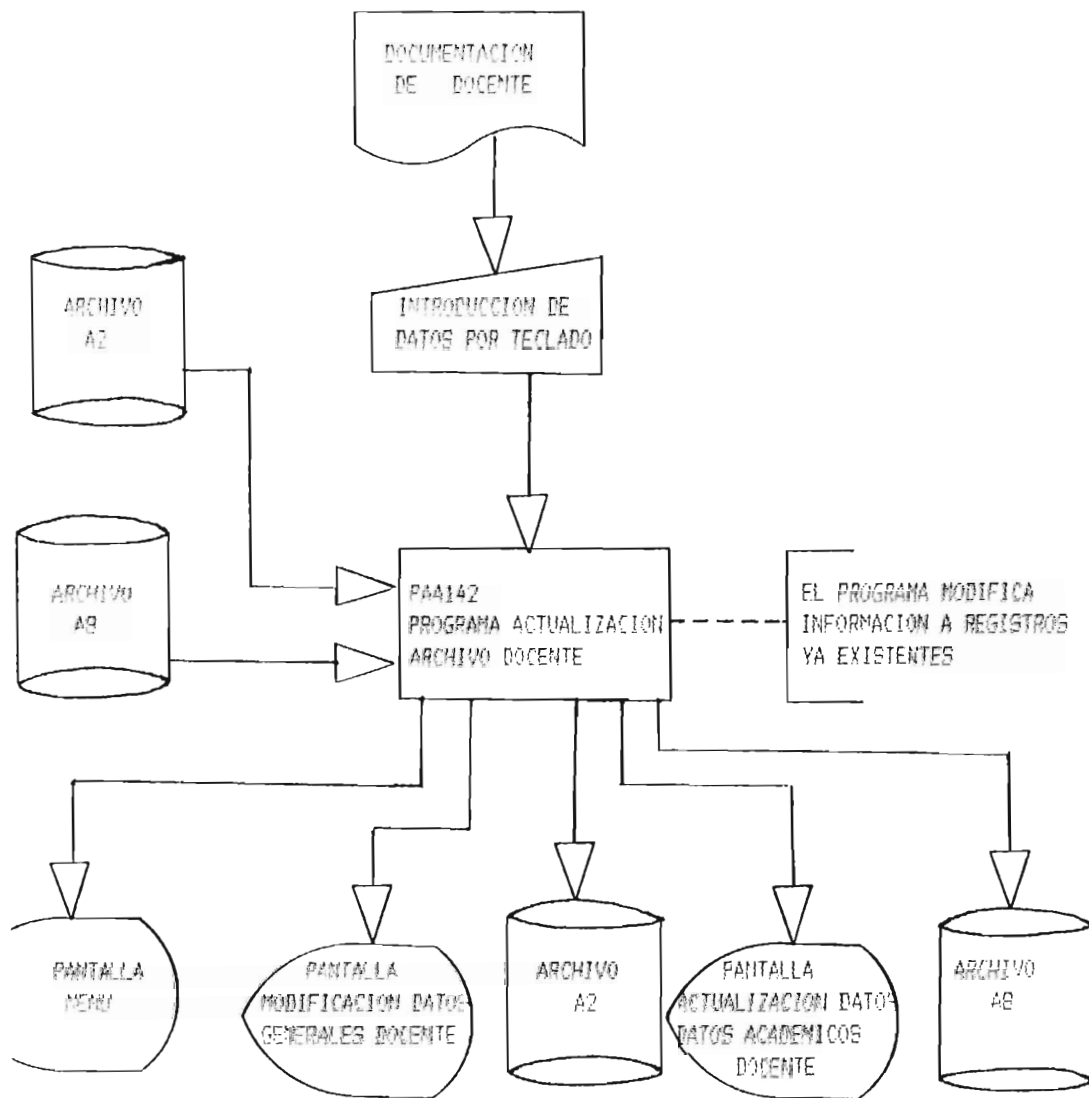 DOCUMENTACION
DE DOCENTE
ARCHIVO
A2
INTRODUCCION DE
DATOS POR TECLADO
ARCHIVO
A8
PAA142
PROGRAMA ACTUALIZACION
ARCHIVO DOCENTE
EL PROGRAMA MODIFICA
INFORMACION A REGISTROS
YA EXISTENTES
PANTALLA
MENU
PANTALLA
MODIFICACION DATOS
GENERALES DOCENTE
ARCHIVO
A2
PANTALLA
ACTUALIZACION DATOS
DATOS ACADEMICOS
DOCENTE
ARCHIVO
A8